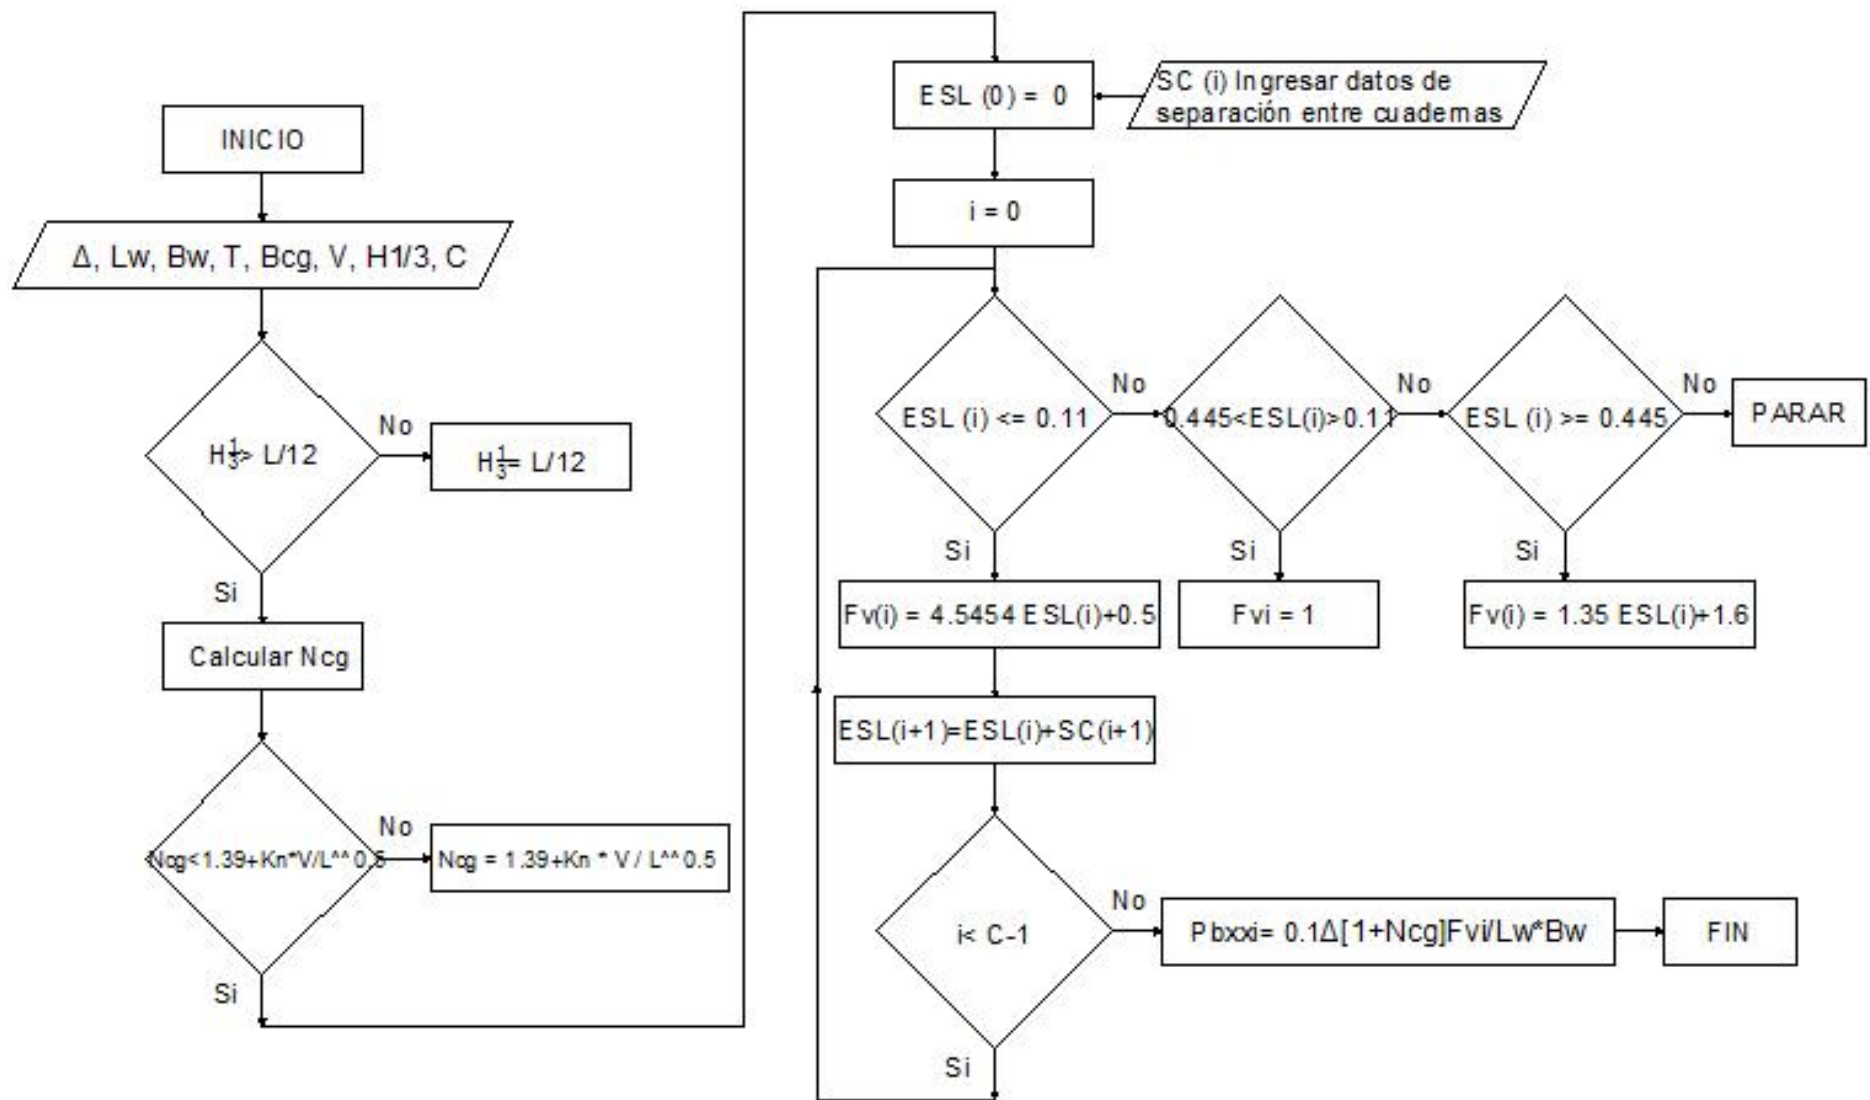 INICIO
Δ, Lw, Bw, T, Bcg, V, H1/3, C
H1/3> L/12
No
H1/3= L/12
Si
Calcular Ncg
Ncg<1.39+Kn*V/L^^0.5
No
Ncg = 1.39+Kn * V / L^^0.5
Si
ESL (0) = 0
SC (i) Ingresar datos de
separación entre cuadernas
i = 0
ESL (i) <= 0.11
No
0.445<ESL(i)>0.11
No
ESL (i) >= 0.445
No
PARAR
Si
Si
Si
Fv(i) = 4.5454 ESL(i)+0.5
Fvi = 1
Fv(i) = 1.35 ESL(i)+1.6
ESL(i+1)=ESL(i)+SC(i+1)
i< C-1
No
Pbxxi= 0.1Δ[1+Ncg]Fvi/Lw*Bw
FIN
Si